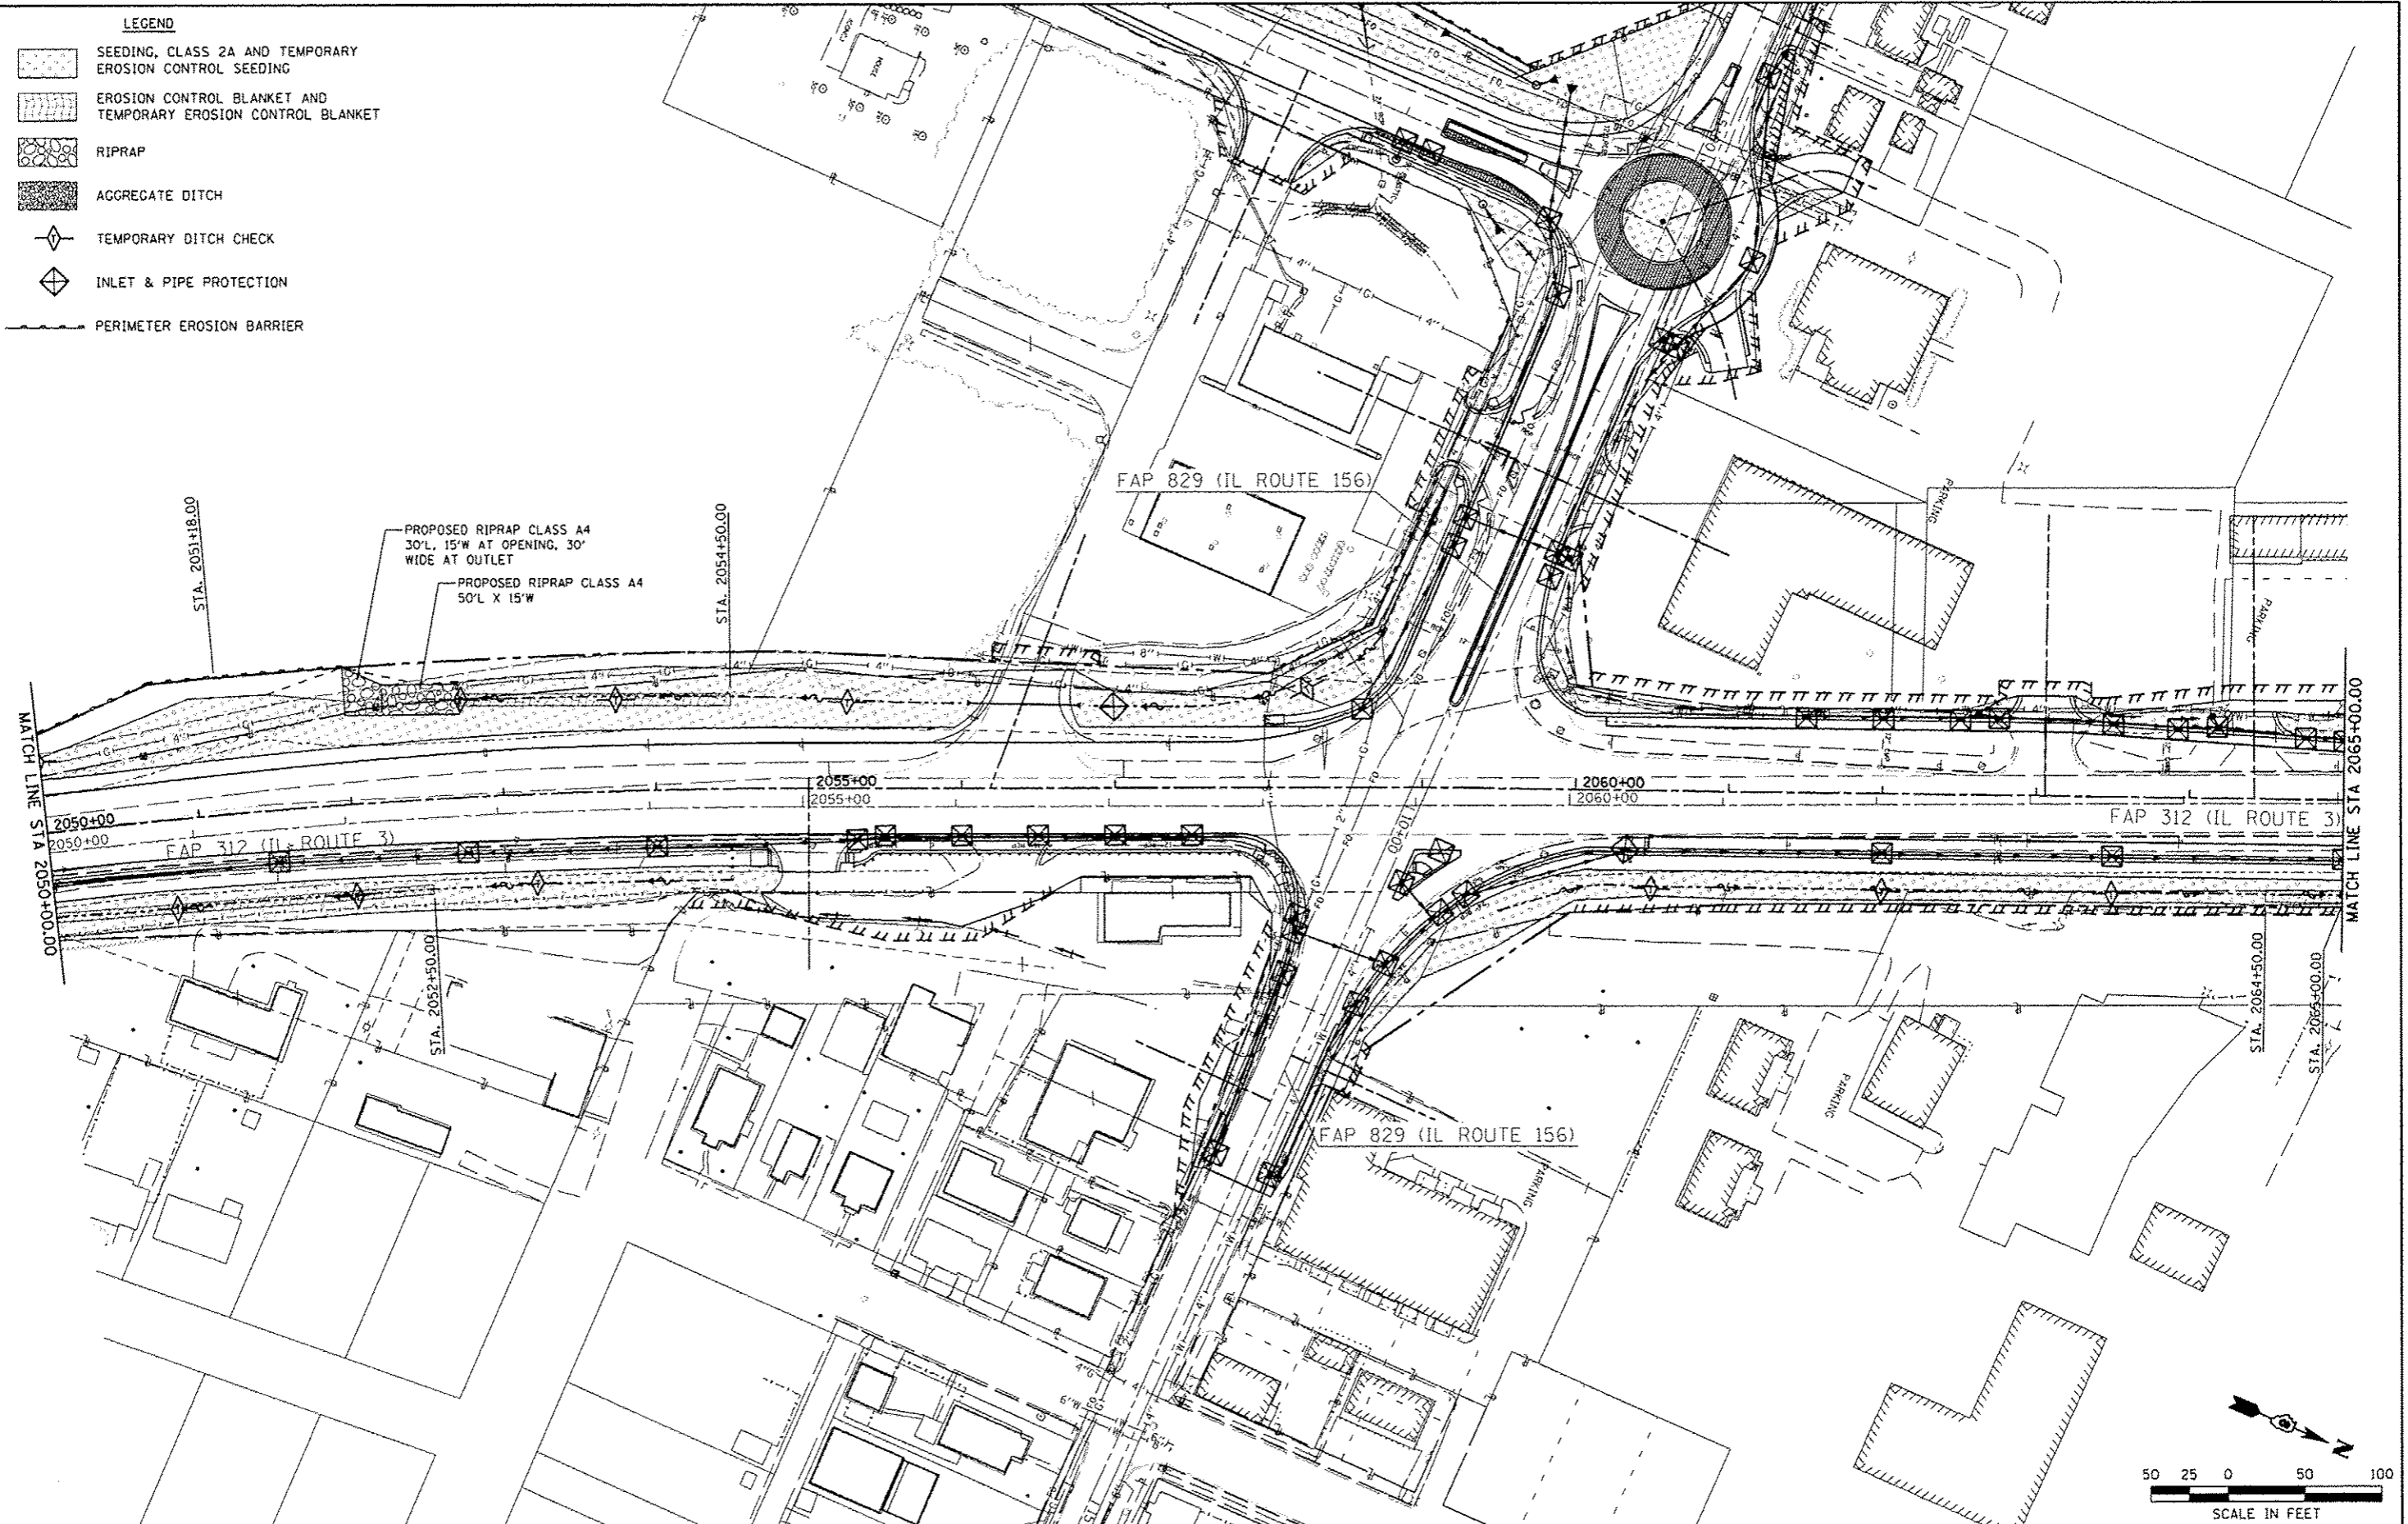 LEGEND
SEEDING, CLASS 2A AND TEMPORARY
EROSION CONTROL SEEDING
EROSION CONTROL BLANKET AND
TEMPORARY EROSION CONTROL BLANKET
RIPRAP
AGGREGATE DITCH
TEMPORARY DITCH CHECK
INLET & PIPE PROTECTION
PERIMETER EROSION BARRIER
HOUSE
FAP 829 (IL ROUTE 156)
STA. 2051+18.00
PROPOSED RIPRAP CLASS A4
30'L, 15'W AT OPENING, 30'
WIDE AT OUTLET
PROPOSED RIPRAP CLASS A4
50'L X 15'W
STA. 2054+50.00
PARKING
PARKING
MATCH LINE STA 2050+00.00
2050+00
2050+00
FAP 312 (IL ROUTE 3)
2055+00
2055+00
2060+00
2060+00
10+00
FAP 312 (IL ROUTE 3)
MATCH LINE STA 2065+00.00
STA. 2052+50.00
STA. 2064+50.00
STA. 2065+00.00
FAP 829 (IL ROUTE 156)
PARKING
PARKING
N
50 25 0 50 100
SCALE IN FEET